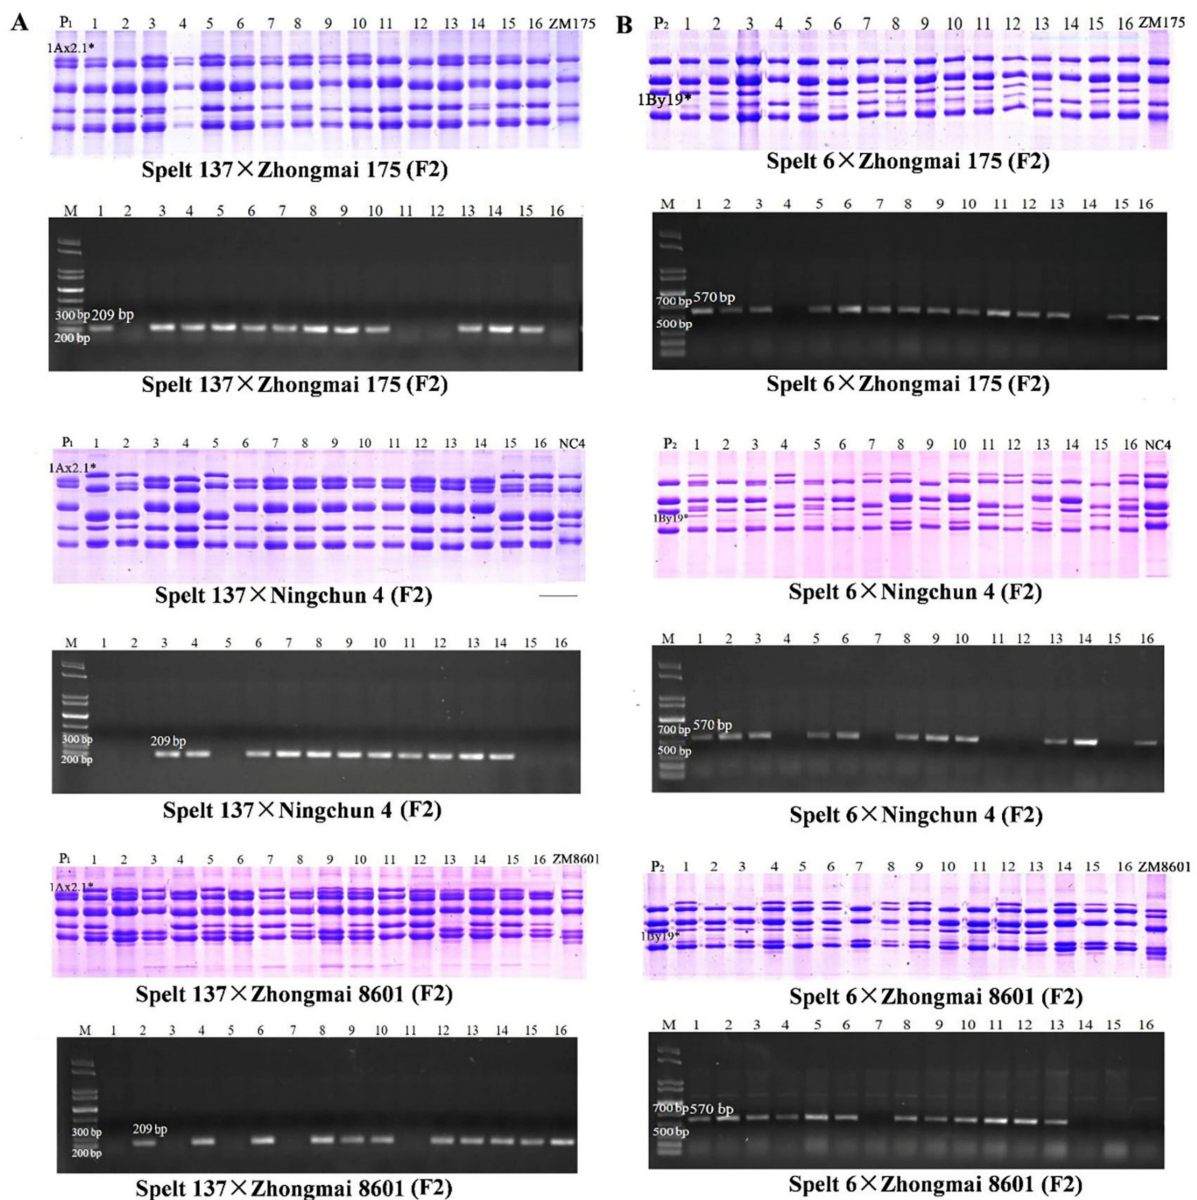 A
P1 1 2 3 4 5 6 7 8 9 10 11 12 13 14 15 16 ZM175
1Ax2.1*
Spelt 137×Zhongmai 175 (F2)
M 1 2 3 4 5 6 7 8 9 10 11 12 13 14 15 16
300 bp 209 bp
200 bp
Spelt 137×Zhongmai 175 (F2)
P1 1 2 3 4 5 6 7 8 9 10 11 12 13 14 15 16 NC4
1Ax2.1*
Spelt 137×Ningchun 4 (F2)
M 1 2 3 4 5 6 7 8 9 10 11 12 13 14 15 16
300 bp 209 bp
200 bp
Spelt 137×Ningchun 4 (F2)
P1 1 2 3 4 5 6 7 8 9 10 11 12 13 14 15 16 ZM8601
1Ax2.1*
Spelt 137×Zhongmai 8601 (F2)
M 1 2 3 4 5 6 7 8 9 10 11 12 13 14 15 16
300 bp 209 bp
200 bp
Spelt 137×Zhongmai 8601 (F2)
B
P2 1 2 3 4 5 6 7 8 9 10 11 12 13 14 15 16 ZM175
1By19*
Spelt 6×Zhongmai 175 (F2)
M 1 2 3 4 5 6 7 8 9 10 11 12 13 14 15 16
700 bp 570 bp
500 bp
Spelt 6×Zhongmai 175 (F2)
P2 1 2 3 4 5 6 7 8 9 10 11 12 13 14 15 16 NC4
1By19*
Spelt 6×Ningchun 4 (F2)
M 1 2 3 4 5 6 7 8 9 10 11 12 13 14 15 16
700 bp 570 bp
500 bp
Spelt 6×Ningchun 4 (F2)
P2 1 2 3 4 5 6 7 8 9 10 11 12 13 14 15 16 ZM8601
1By19*
Spelt 6×Zhongmai 8601 (F2)
M 1 2 3 4 5 6 7 8 9 10 11 12 13 14 15 16
700 bp 570 bp
500 bp
Spelt 6×Zhongmai 8601 (F2)